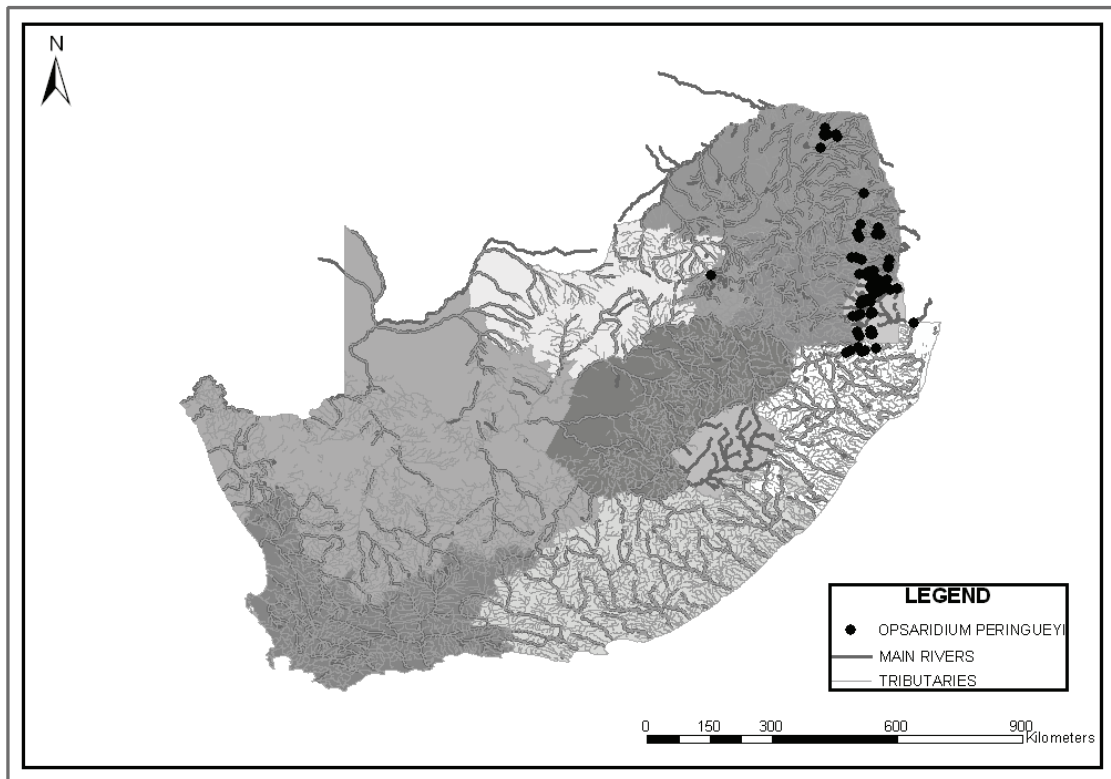 N
LEGEND
OPSARIDIUM PERINGUEYI
MAIN RIVERS
TRIBUTARIES
0 150 300 600 900
Kilometers